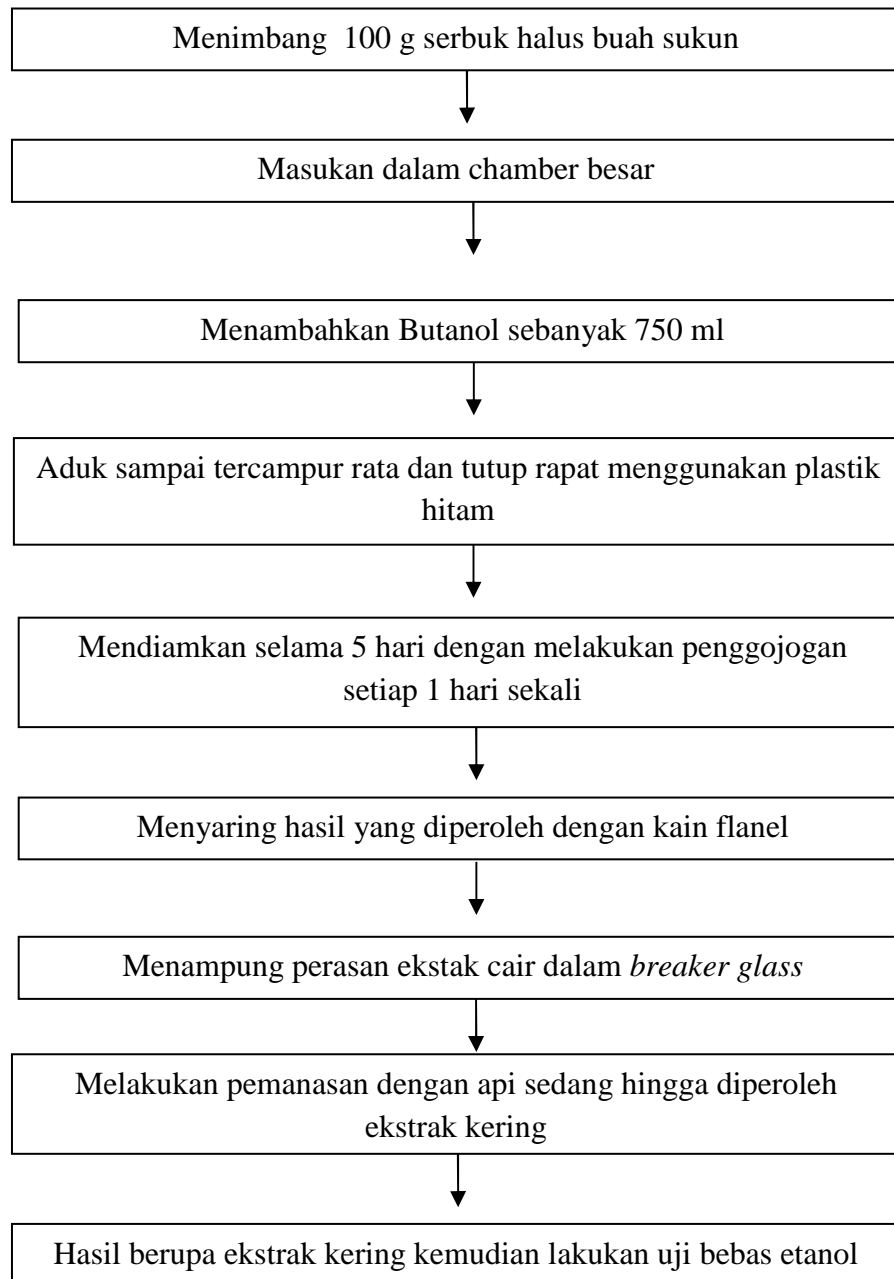 Menimbang  100 g serbuk halus buah sukun
Masukan dalam chamber besar
Menambahkan Butanol sebanyak 750 ml
Aduk sampai tercampur rata dan tutup rapat menggunakan plastik
hitam
Mendiamkan selama 5 hari dengan melakukan penggojogan
setiap 1 hari sekali
Menyaring hasil yang diperoleh dengan kain flanel
Menampung perasan ekstak cair dalam breaker glass
Melakukan pemanasan dengan api sedang hingga diperoleh
ekstrak kering
Hasil berupa ekstrak kering kemudian lakukan uji bebas etanol